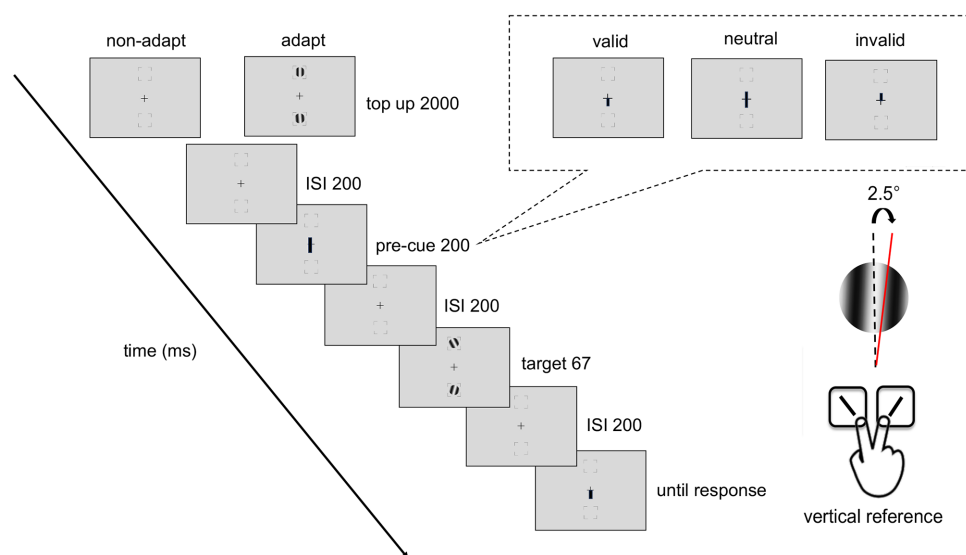 non-adapt
adapt
top up 2000
valid
neutral
invalid
ISI 200
pre-cue 200
ISI 200
target 67
ISI 200
until response
time (ms)
2.5°
vertical reference